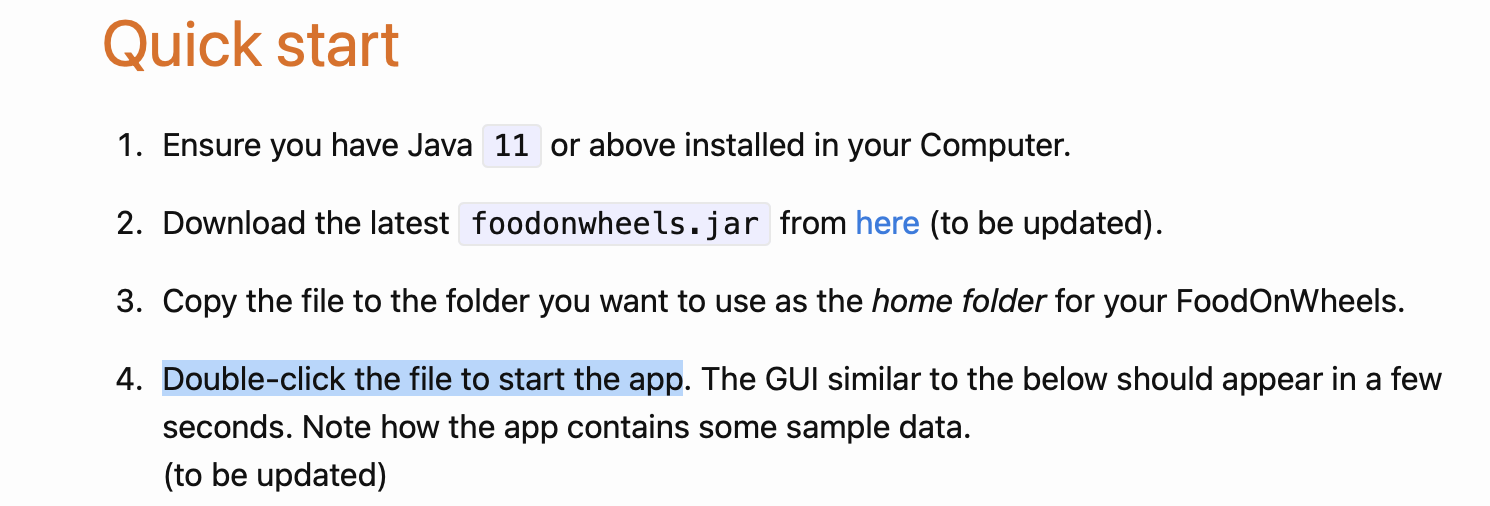 Quick start
1. Ensure you have Java 11 or above installed in your Computer.
2. Download the latest foodonwheels.jar from here (to be updated).
3. Copy the file to the folder you want to use as the home folder for your FoodOnWheels.
4. Double-click the file to start the app. The GUI similar to the below should appear in a few
seconds. Note how the app contains some sample data.
(to be updated)